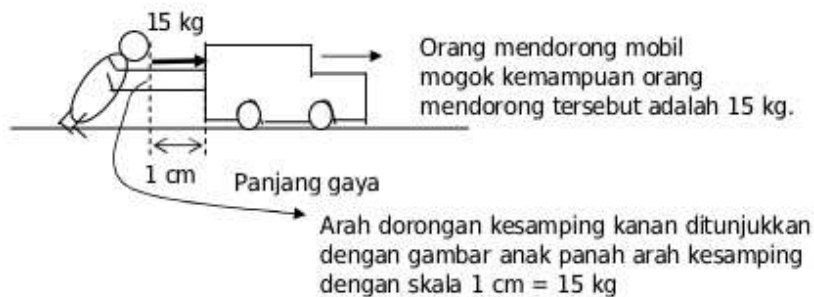 15 kg
Orang mendorong mobil
mogok kemampuan orang
mendorong tersebut adalah 15 kg.
1 cm
Panjang gaya
Arah dorongan kesamping kanan ditunjukkan
dengan gambar anak panah arah kesamping
dengan skala 1 cm = 15 kg